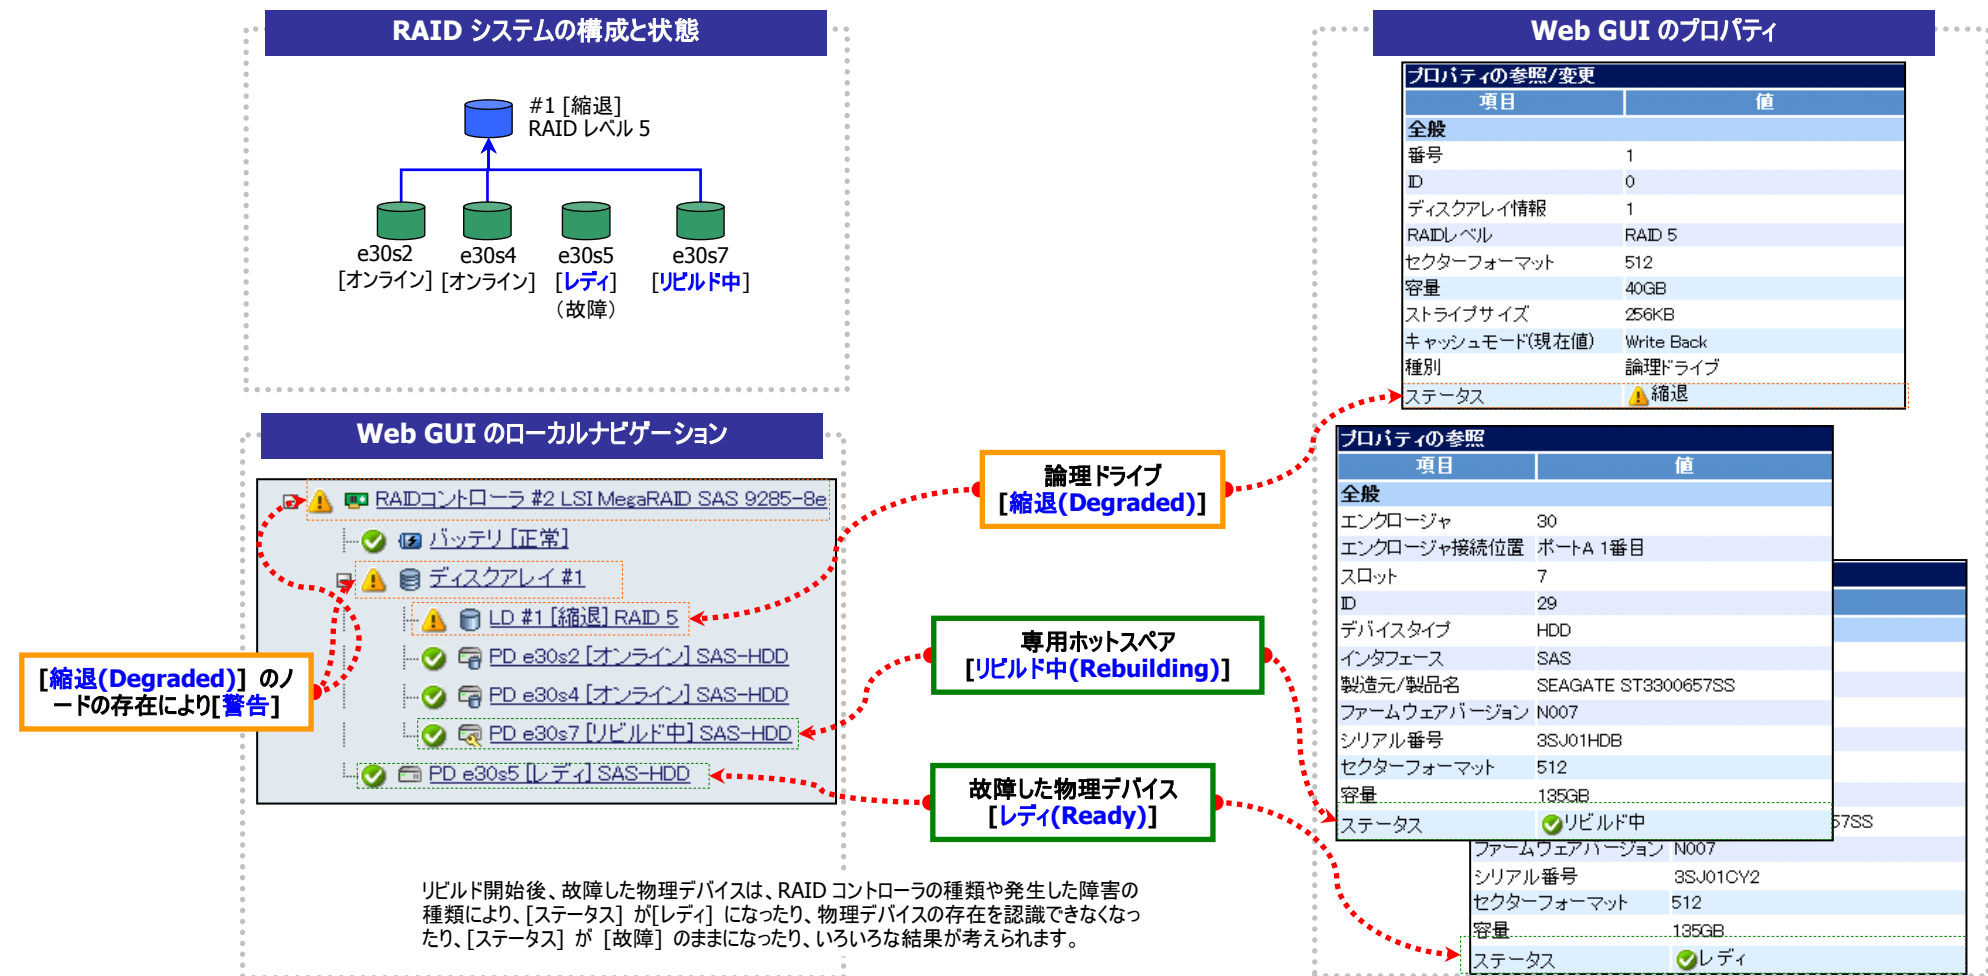 RAID システムの構成と状態
#1 [縮退]
RAID レベル 5
e30s2
[オンライン]
e30s4
[オンライン]
e30s5
[レディ]
（故障）
e30s7
[リビルド中]
Web GUI のローカルナビゲーション
RAIDコントローラ #2 LSI MegaRAID SAS 9285-8e
バッテリ [正常]
ディスクアレイ #1
LD #1 [縮退] RAID 5
PD e30s2 [オンライン] SAS-HDD
PD e30s4 [オンライン] SAS-HDD
PD e30s7 [リビルド中] SAS-HDD
PD e30s5 [レディ] SAS-HDD
[縮退(Degraded)] のノ
ードの存在により[警告]
論理ドライブ
[縮退(Degraded)]
専用ホットスペア
[リビルド中(Rebuilding)]
故障した物理デバイス
[レディ(Ready)]
リビルド開始後、故障した物理デバイスは、RAID コントローラの種類や発生した障害の
種類により、[ステータス] が[レディ] になったり、物理デバイスの存在を認識できなくなっ
たり、[ステータス] が [故障] のままになったり、いろいろな結果が考えられます。
Web GUI のプロパティ
プロパティの参照/変更
項目 値
全般
番号 1
ID 0
ディスクアレイ情報 1
RAIDレベル RAID 5
セクターフォーマット 512
容量 40GB
ストライプサイズ 256KB
キャッシュモード(現在値) Write Back
種別 論理ドライブ
ステータス 縮退
プロパティの参照
項目 値
全般
エンクロージャ 30
エンクロージャ接続位置 ポートA 1番目
スロット 7
ID 29
デバイスタイプ HDD
インタフェース SAS
製造元/製品名 SEAGATE ST3300657SS
ファームウェアバージョン N007
シリアル番号 3SJ01HDB
セクターフォーマット 512
容量 135GB
ステータス リビルド中
57SS
ファームウェアバージョン N007
シリアル番号 3SJ01CY2
セクターフォーマット 512
容量 135GB
ステータス レディ